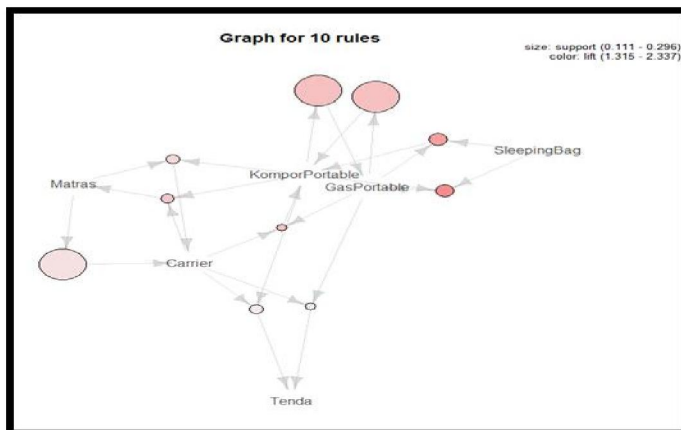 Graph for 10 rules
size: support (0.111 - 0.296)
color: lift (1.315 - 2.337)
SleepingBag
KomporPortable
Matras
GasPortable
Carrier
Tenda